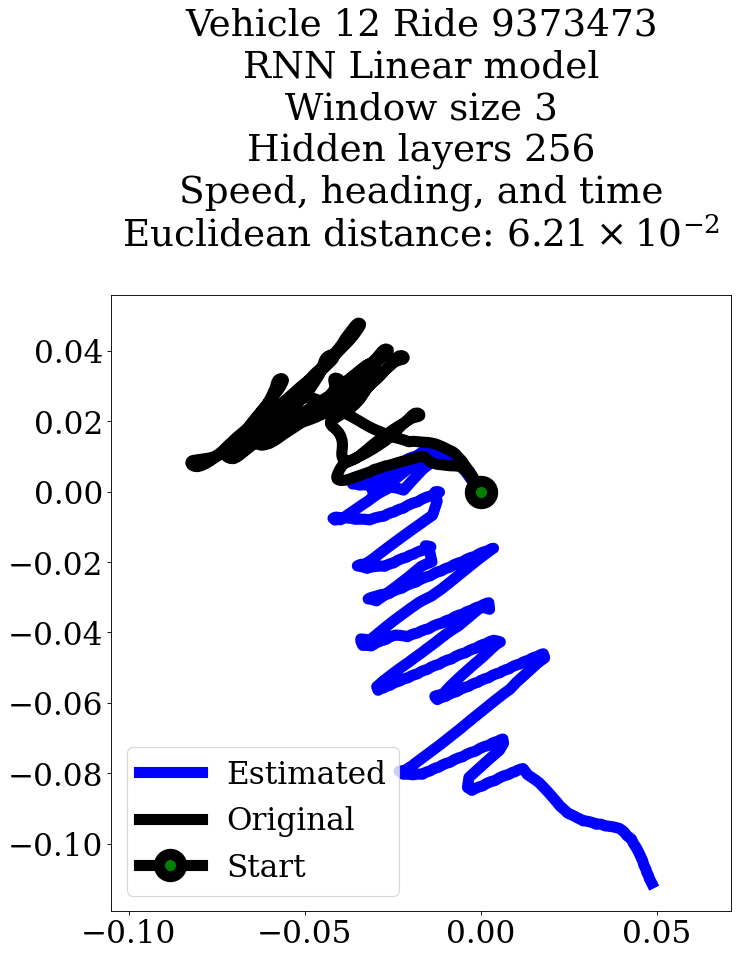 Vehicle 12 Ride 9373473
RNN Linear model
Window size 3
Hidden layers 256
Speed, heading, and time
Euclidean distance: 6.21 × 10⁻²
0.04
0.02
0.00
−0.02
−0.04
−0.06
−0.08
−0.10
Estimated
Original
Start
−0.10
−0.05
0.00
0.05